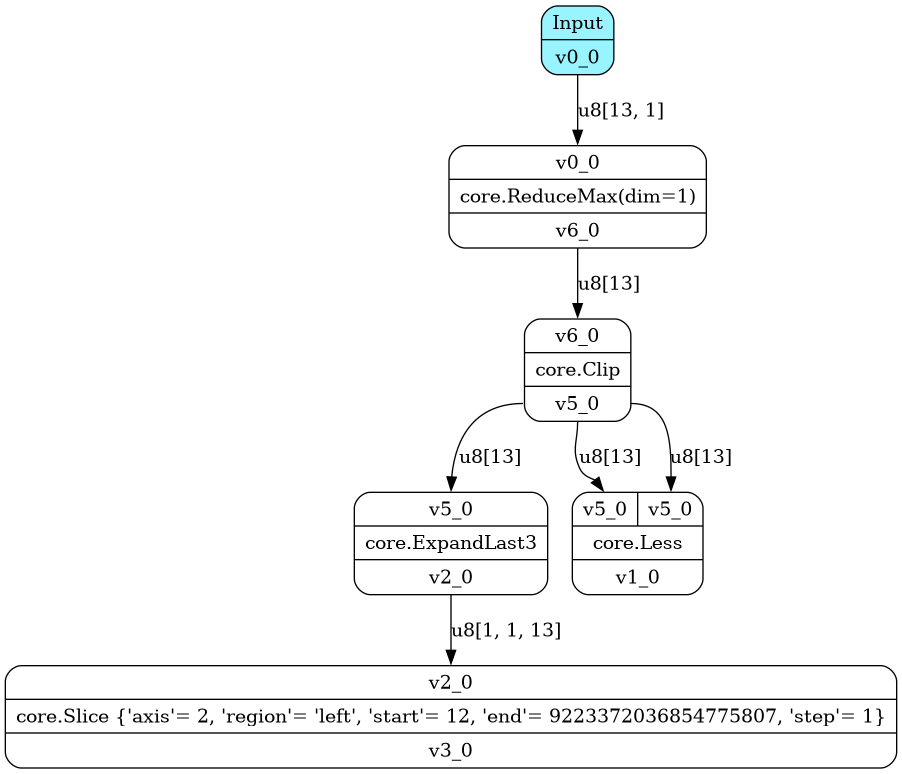 Input
v0_0
u8[13, 1]
v0_0
core.ReduceMax(dim=1)
v6_0
u8[13]
v6_0
core.Clip
v5_0
u8[13] u8[13] u8[13]
v5_0
core.ExpandLast3
v2_0
v5_0 v5_0
core.Less
v1_0
u8[1, 1, 13]
v2_0
core.Slice {'axis'= 2, 'region'= 'left', 'start'= 12, 'end'= 9223372036854775807, 'step'= 1}
v3_0